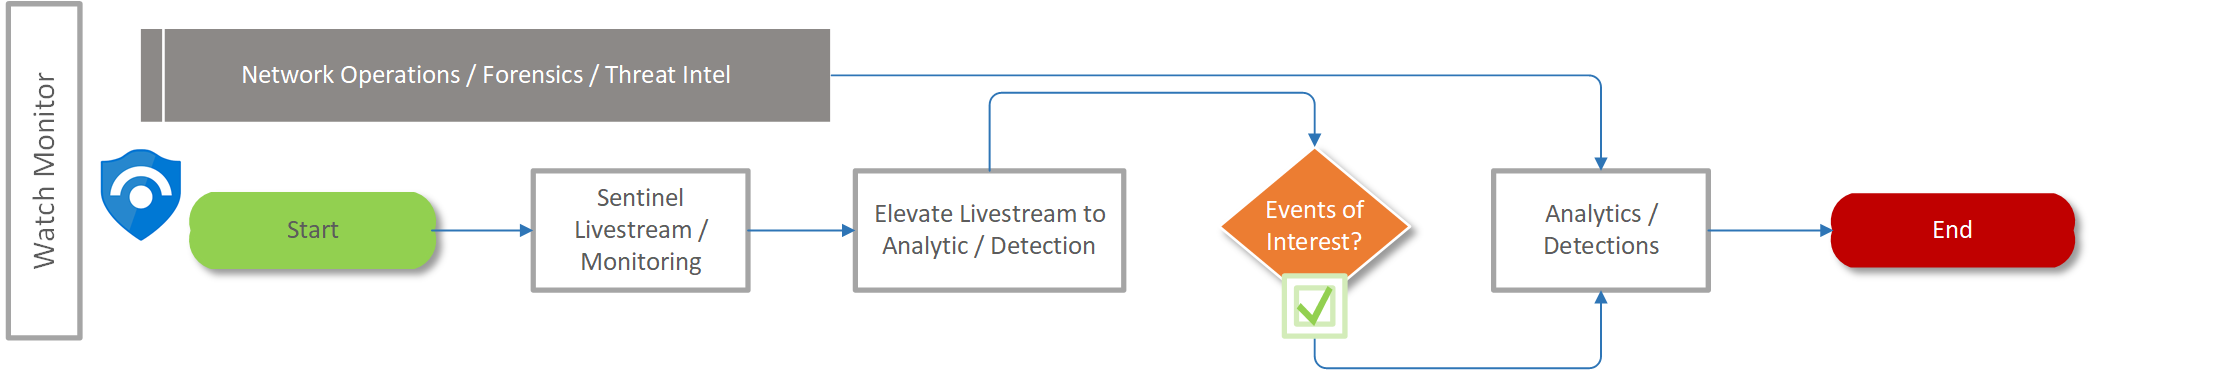 Watch Monitor
Network Operations / Forensics / Threat Intel
Start
Sentinel
Livestream /
Monitoring
Elevate Livestream to
Analytic / Detection
Events of
Interest?
Analytics /
Detections
End